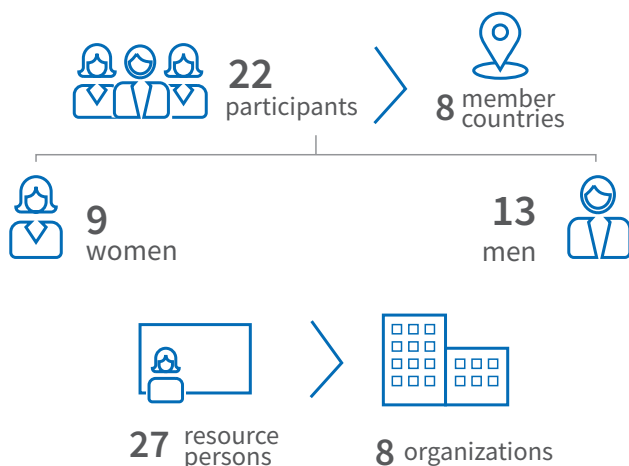 22
participants
8 member
countries
9
women
13
men
27 resource
persons
8 organizations